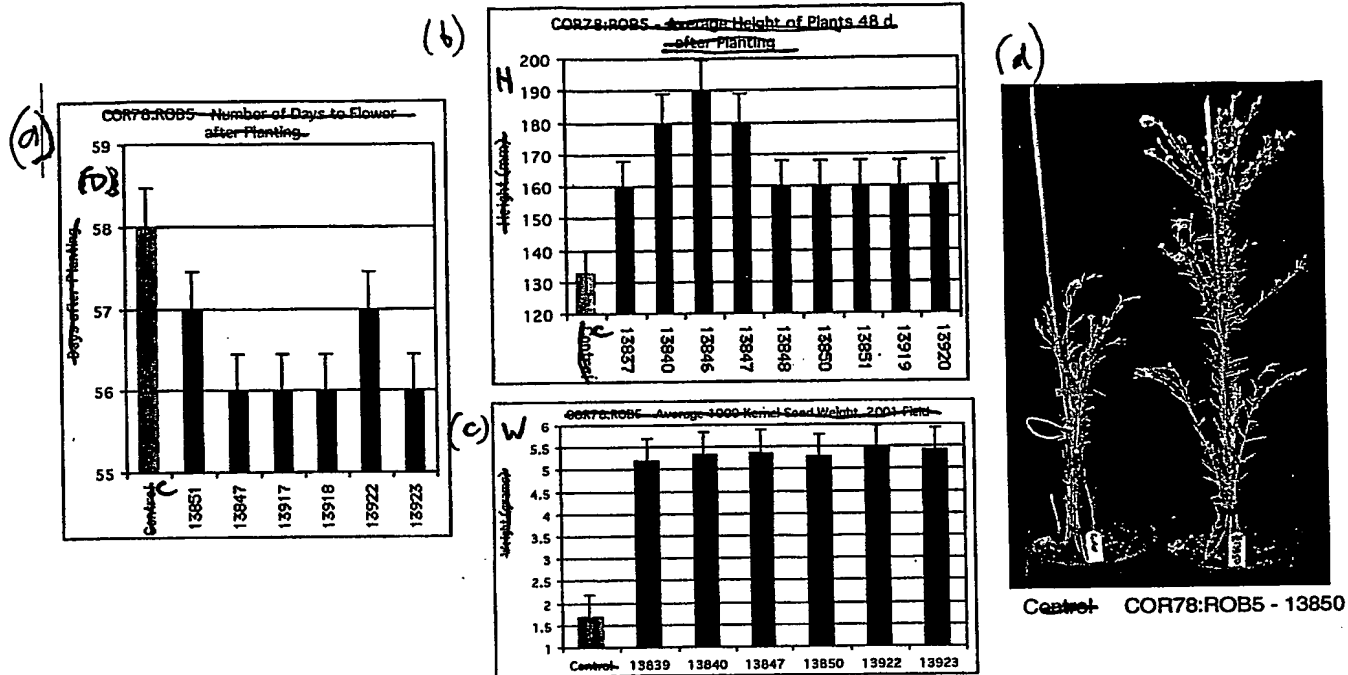 (a)
COR78:ROB5 - Number of Days to Flower
after Planting
(D)
Days after Planting
59
58
57
56
55
Control C
13851
13847
13917
13918
13922
13923
(b)
COR78:ROB5 - Average Height of Plants 48 d
after Planting
H
Height (mm)
200
190
180
170
160
150
140
130
120
Control C
13837
13840
13846
13847
13848
13850
13851
13919
13920
(c)
W
COR78:ROB5 - Average 1000 Kernel Seed Weight, 2001 Field
Weight (grams)
6
5.5
5
4.5
4
3.5
3
2.5
2
1.5
1
Control 13839 13840 13847 13850 13922 13923
(d)
Control COR78:ROB5 - 13850